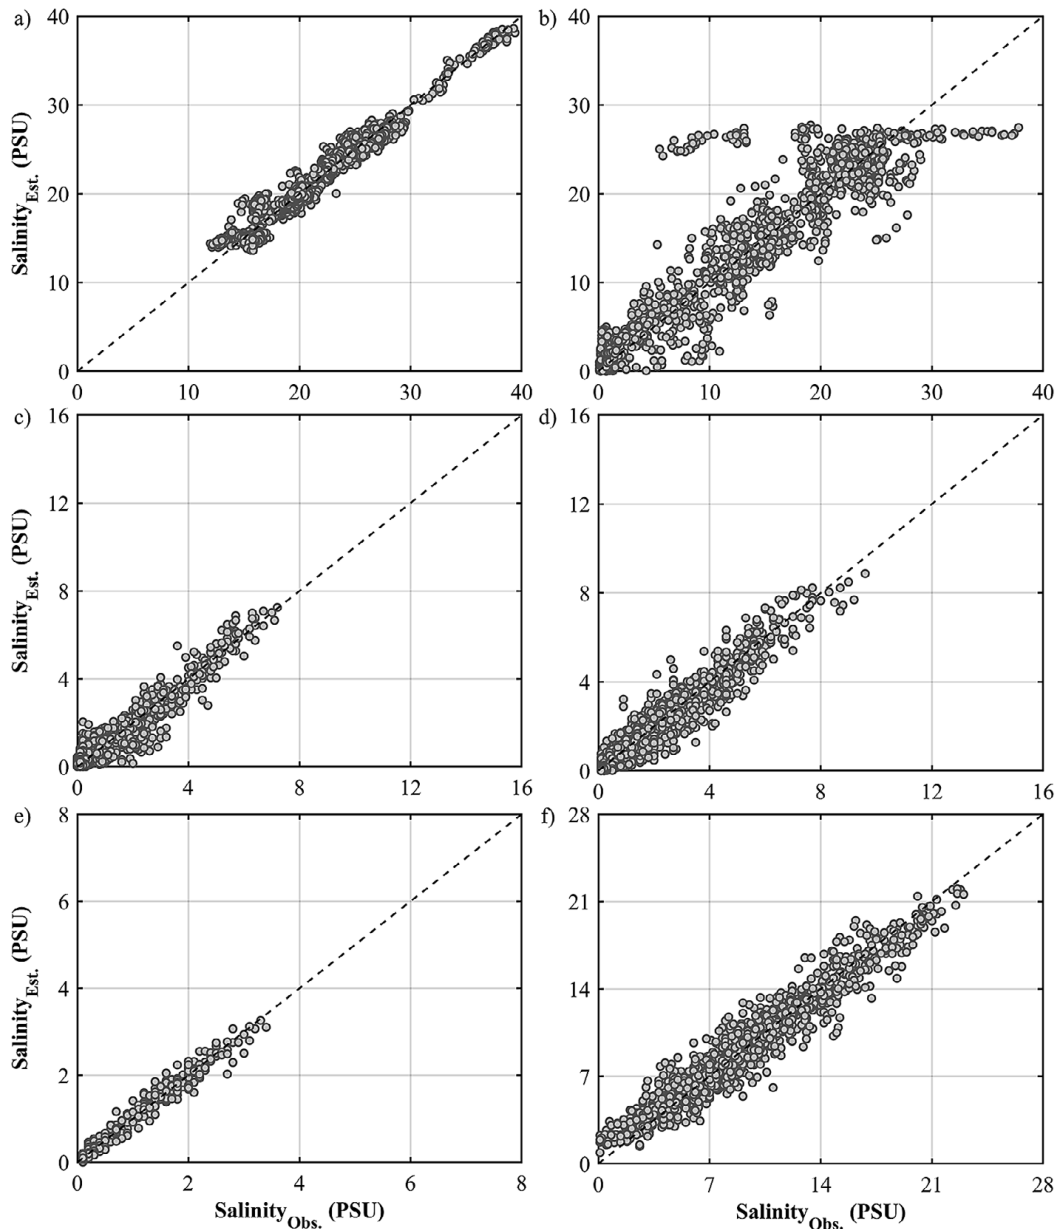 a)
40
30
20
10
0
0 10 20 30 40
Salinity_Est. (PSU)
b)
40
30
20
10
0
0 10 20 30 40
c)
16
12
8
4
0
0 4 8 12 16
Salinity_Est. (PSU)
d)
16
12
8
4
0
0 4 8 12 16
e)
8
6
4
2
0
0 2 4 6 8
Salinity_Est. (PSU)
Salinity_Obs. (PSU)
f)
28
21
14
7
0
0 7 14 21 28
Salinity_Obs. (PSU)